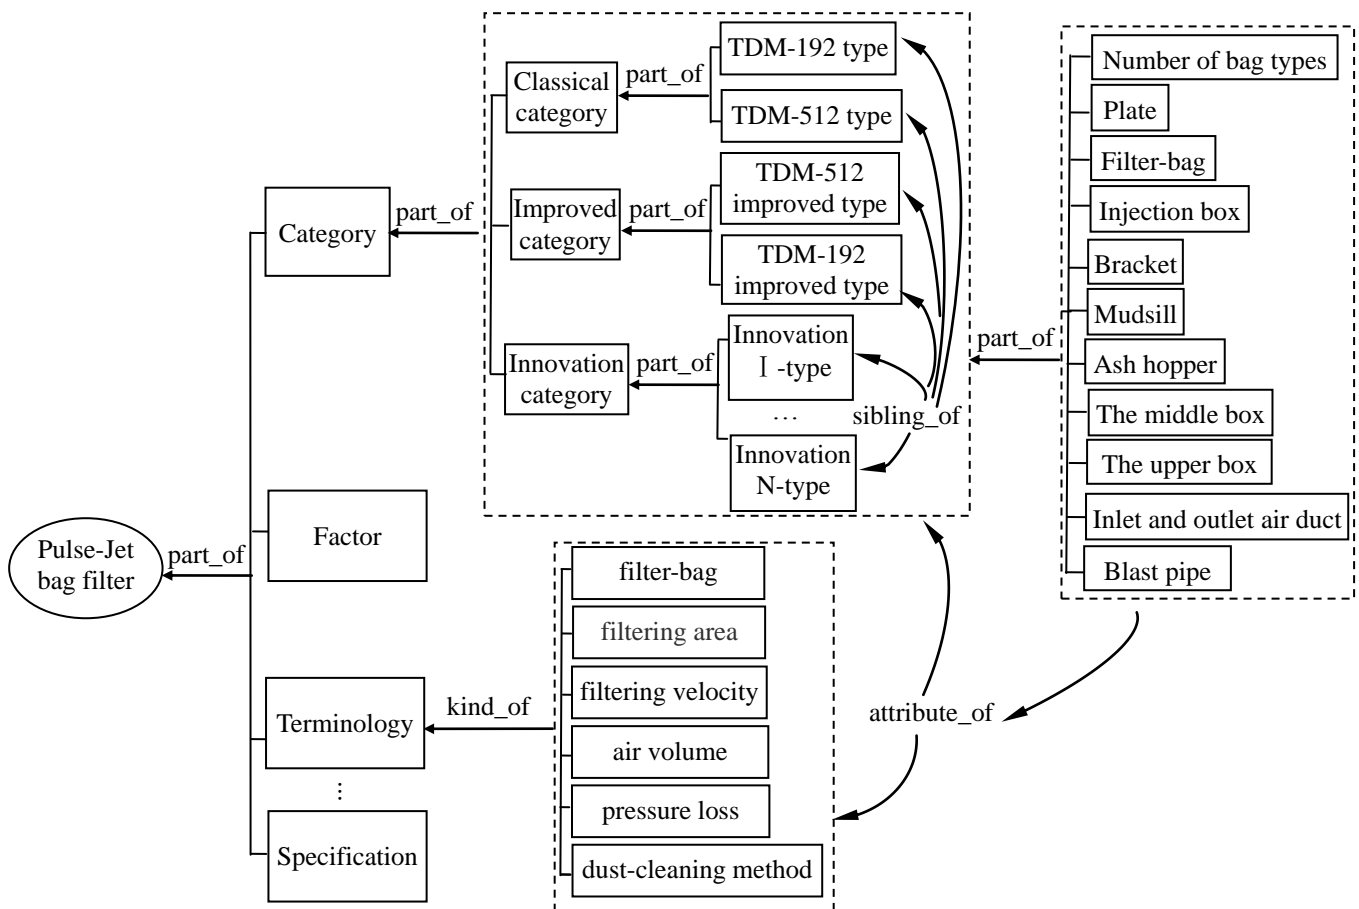 Pulse-Jet
bag filter
part_of
Category
Factor
Terminology
⋮
Specification
part_of
Classical
category
part_of
TDM-192 type
TDM-512 type
Improved
category
part_of
TDM-512
improved type
TDM-192
improved type
Innovation
category
part_of
Innovation
Ⅰ-type
…
Innovation
N-type
sibling_of
part_of
Number of bag types
Plate
Filter-bag
Injection box
Bracket
Mudsill
Ash hopper
The middle box
The upper box
Inlet and outlet air duct
Blast pipe
kind_of
filter-bag
filtering area
filtering velocity
air volume
pressure loss
dust-cleaning method
attribute_of